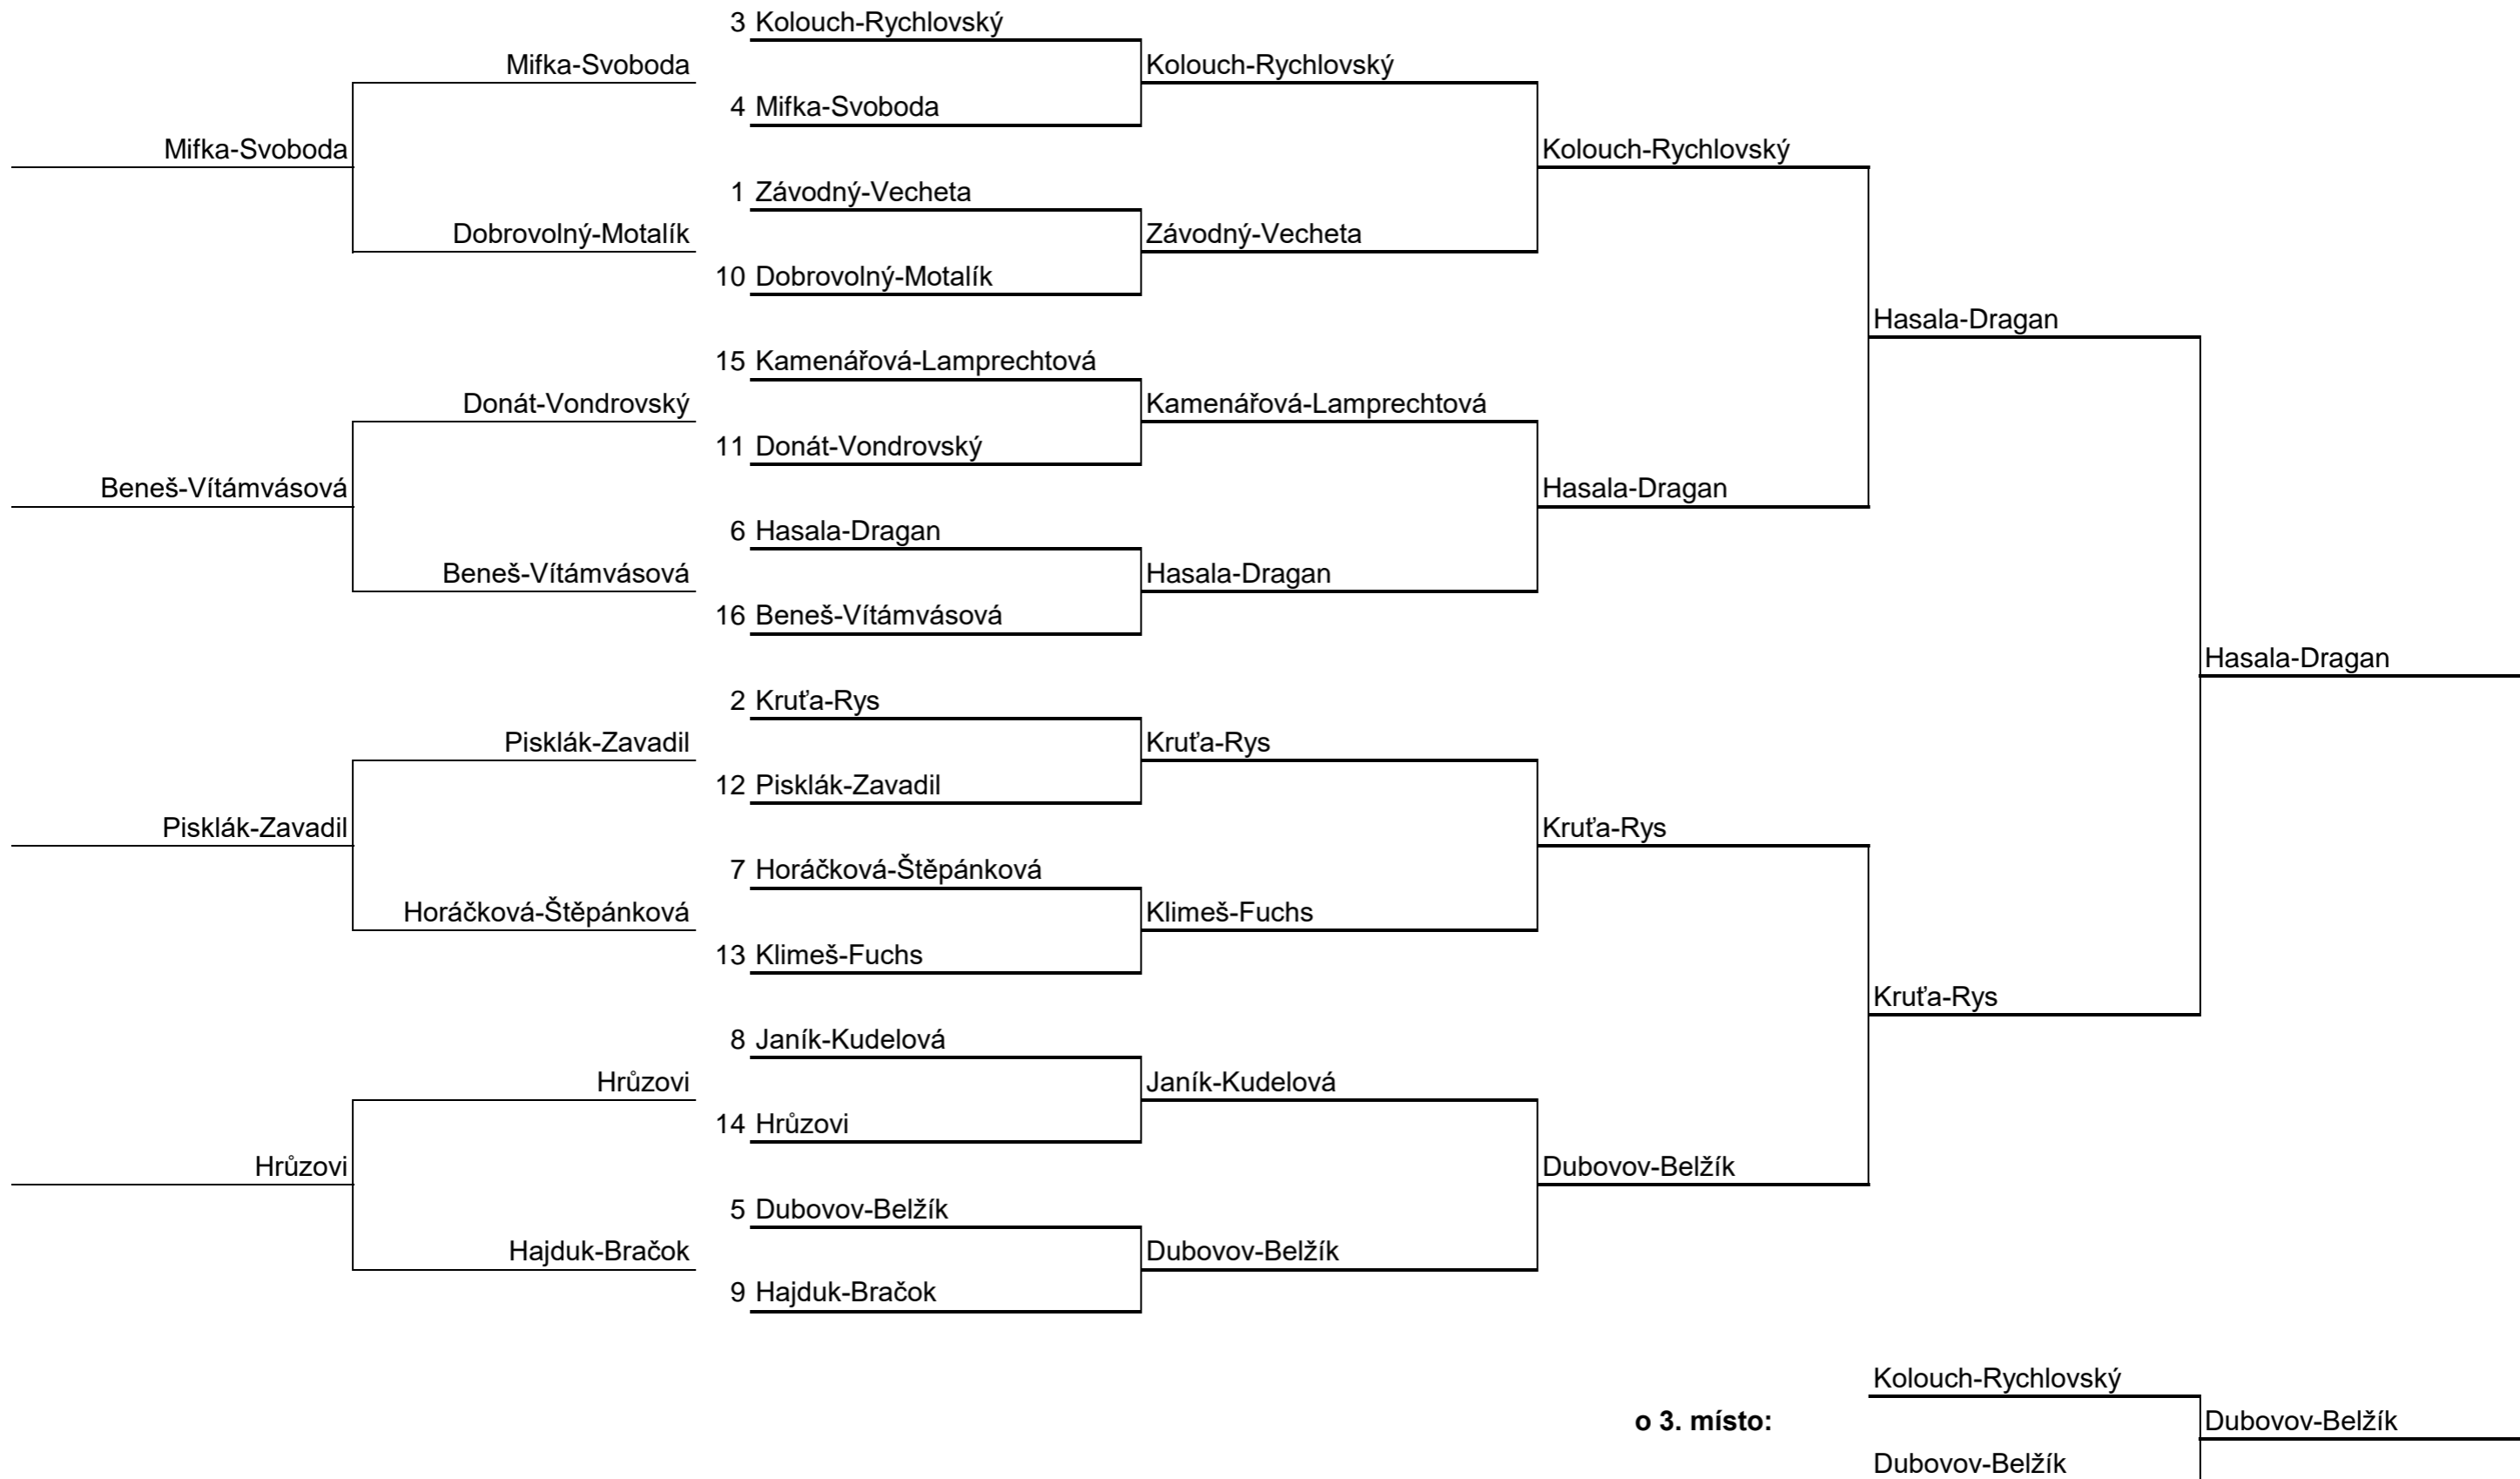 3 Kolouch-Rychlovský
Mifka-Svoboda
Kolouch-Rychlovský
4 Mifka-Svoboda
Mifka-Svoboda
Kolouch-Rychlovský
1 Závodný-Vecheta
Dobrovolný-Motalík
Závodný-Vecheta
10 Dobrovolný-Motalík
Hasala-Dragan
15 Kamenářová-Lamprechtová
Donát-Vondrovský
Kamenářová-Lamprechtová
11 Donát-Vondrovský
Beneš-Vítámvásová
Hasala-Dragan
6 Hasala-Dragan
Beneš-Vítámvásová
Hasala-Dragan
16 Beneš-Vítámvásová
Hasala-Dragan
2 Kruťa-Rys
Pisklák-Zavadil
Kruťa-Rys
12 Pisklák-Zavadil
Pisklák-Zavadil
Kruťa-Rys
7 Horáčková-Štěpánková
Horáčková-Štěpánková
Klimeš-Fuchs
13 Klimeš-Fuchs
Kruťa-Rys
8 Janík-Kudelová
Hrůzovi
Janík-Kudelová
14 Hrůzovi
Hrůzovi
Dubovov-Belžík
5 Dubovov-Belžík
Hajduk-Bračok
Dubovov-Belžík
9 Hajduk-Bračok
Kolouch-Rychlovský
o 3. místo:
Dubovov-Belžík
Dubovov-Belžík